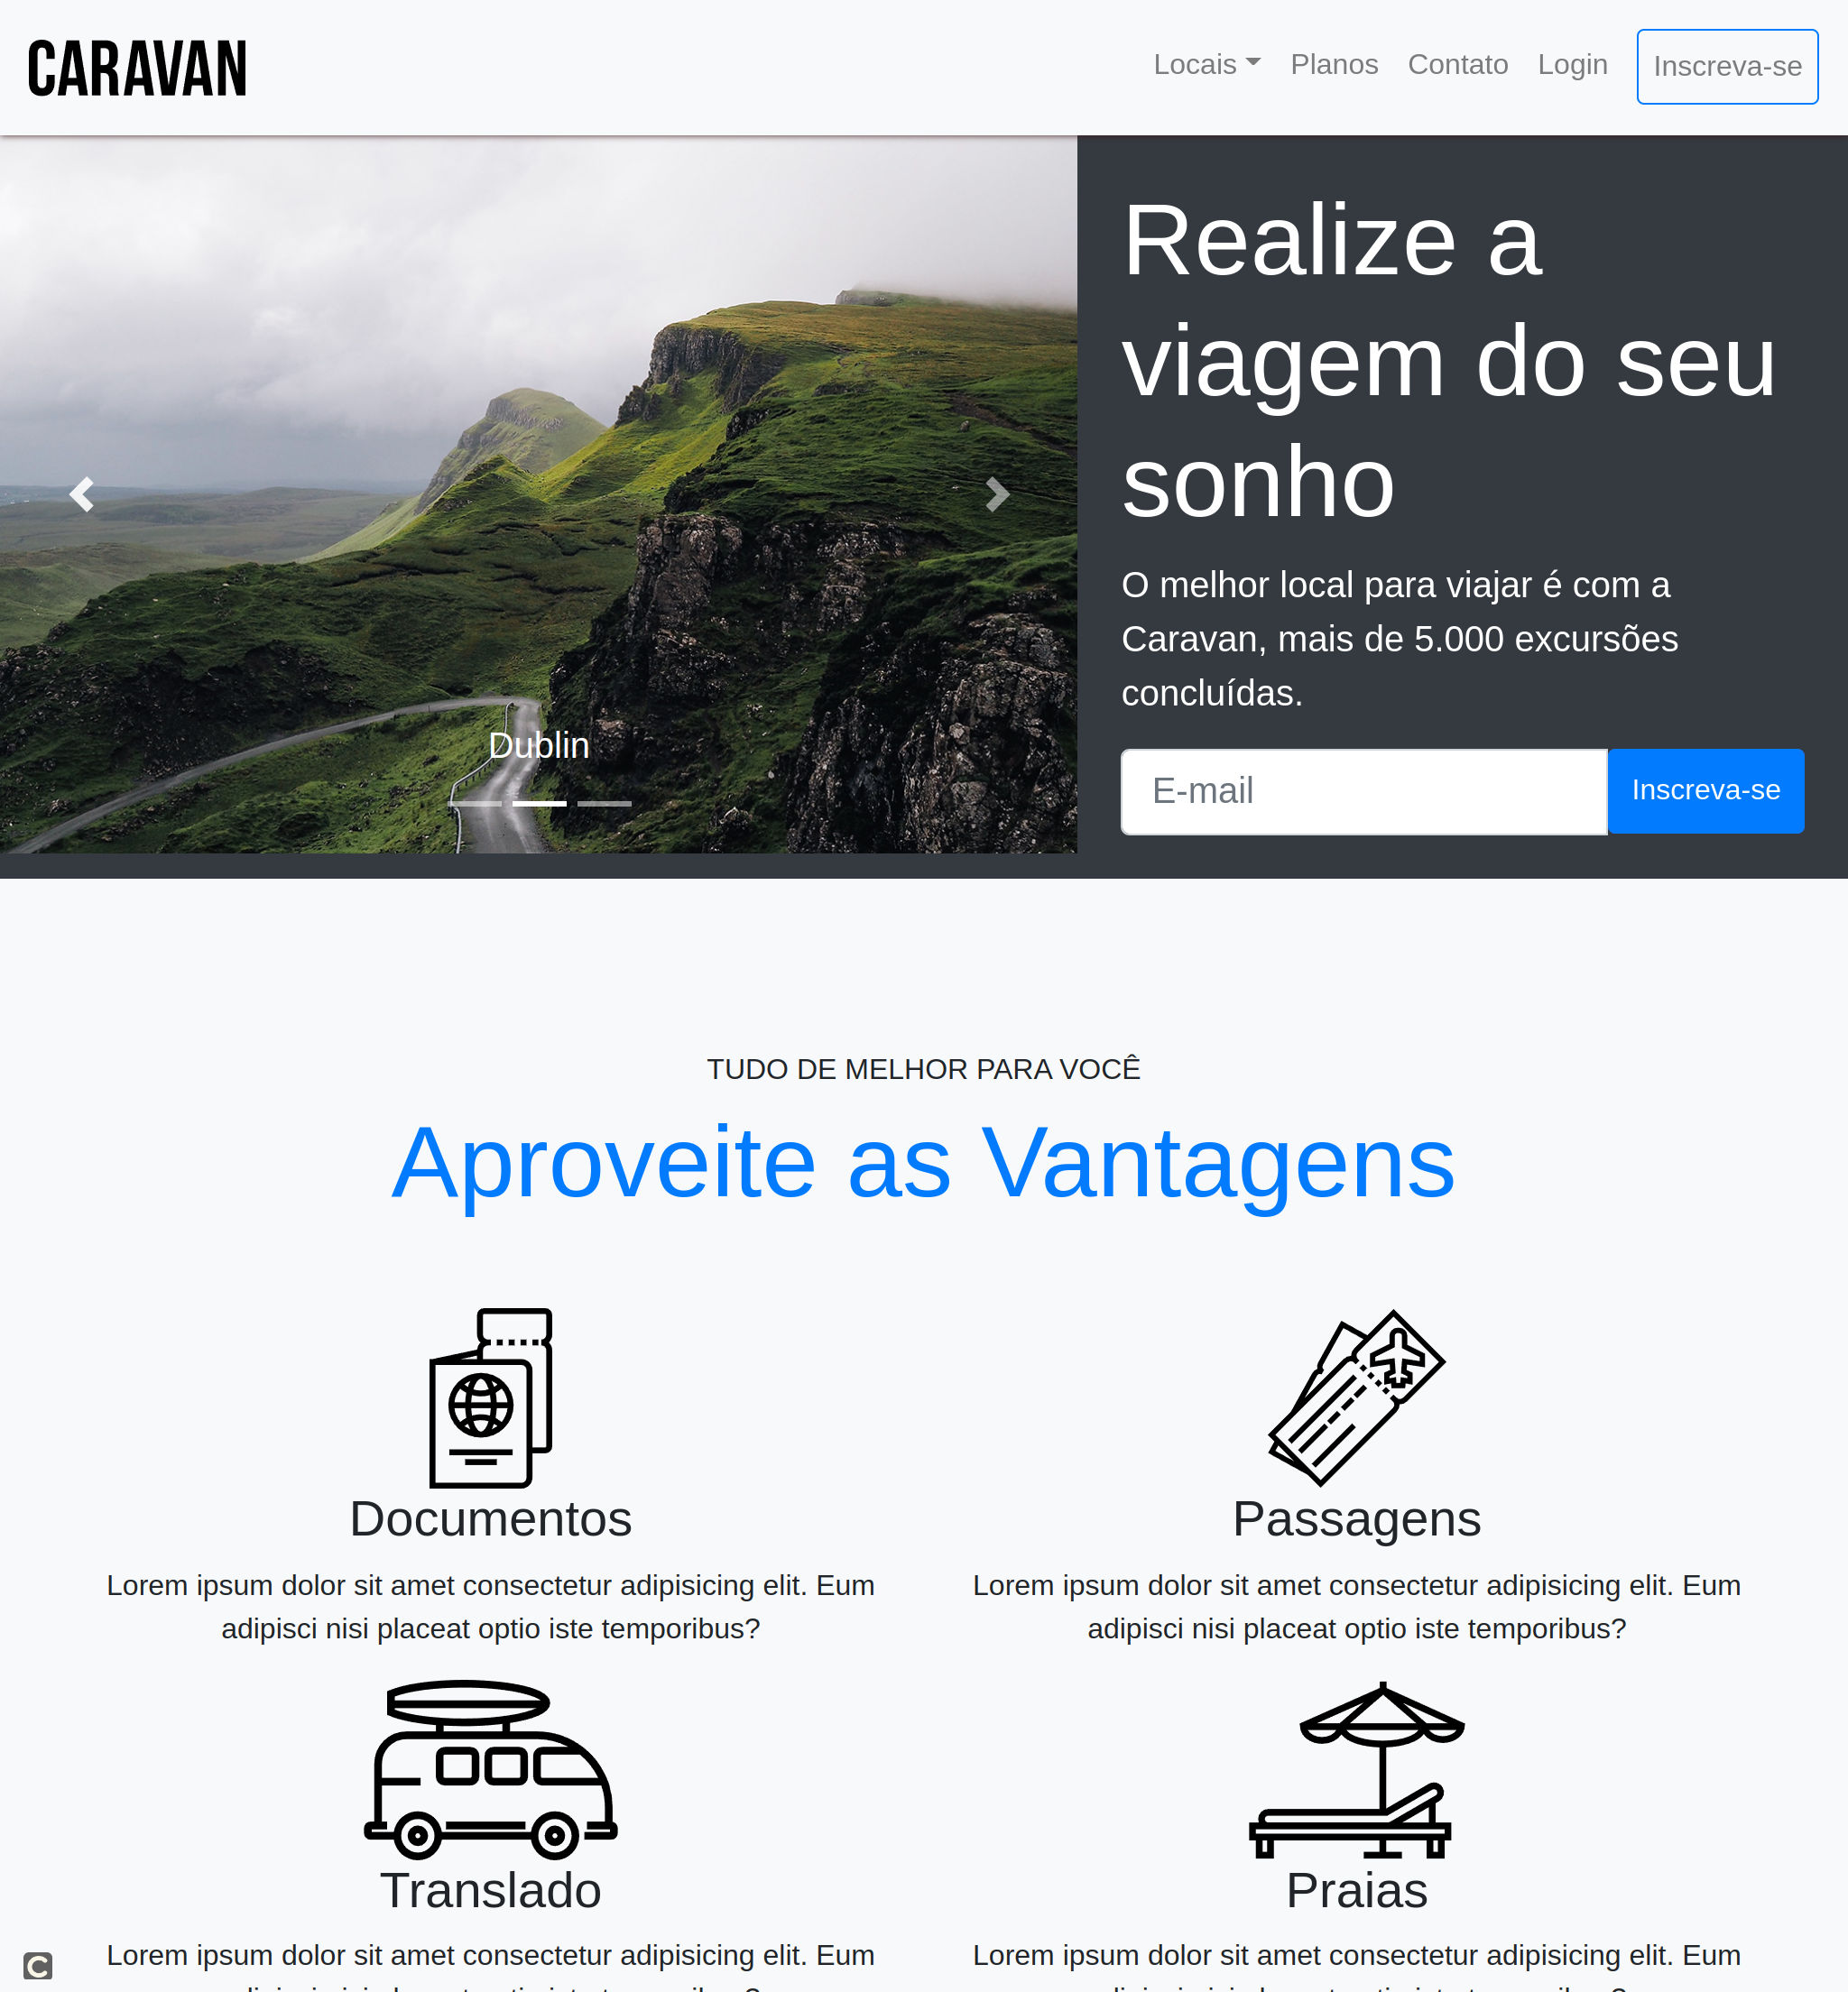 CARAVAN
Locais Planos Contato Login Inscreva-se
Realize a
viagem do seu
sonho
O melhor local para viajar é com a
Caravan, mais de 5.000 excursões
concluídas.
Dublin
E-mail Inscreva-se
TUDO DE MELHOR PARA VOCÊ
Aproveite as Vantagens
Documentos
Lorem ipsum dolor sit amet consectetur adipisicing elit. Eum
adipisci nisi placeat optio iste temporibus?
Passagens
Lorem ipsum dolor sit amet consectetur adipisicing elit. Eum
adipisci nisi placeat optio iste temporibus?
Translado
Lorem ipsum dolor sit amet consectetur adipisicing elit. Eum
Praias
Lorem ipsum dolor sit amet consectetur adipisicing elit. Eum
C